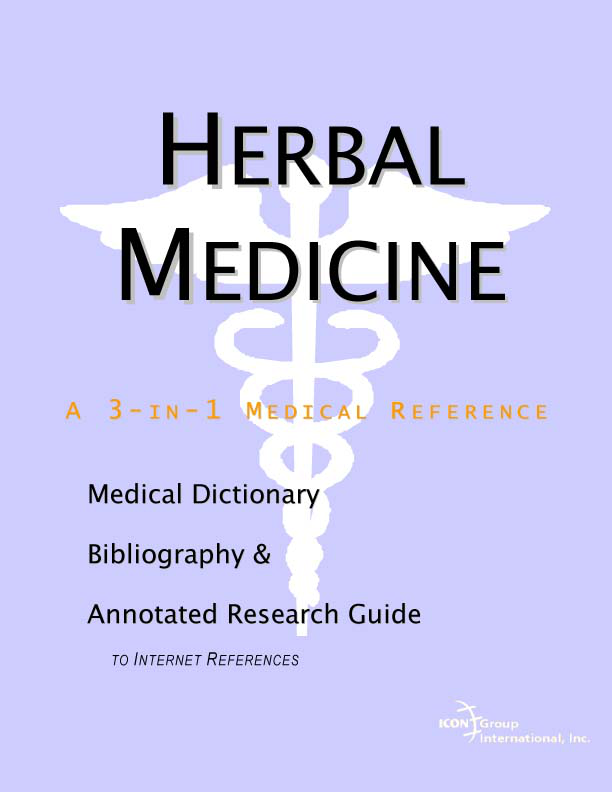 HERBAL
MEDICINE
A 3-IN-1 MEDICAL REFERENCE
Medical Dictionary
Bibliography &
Annotated Research Guide
TO INTERNET REFERENCES
ICON Group
International, Inc.